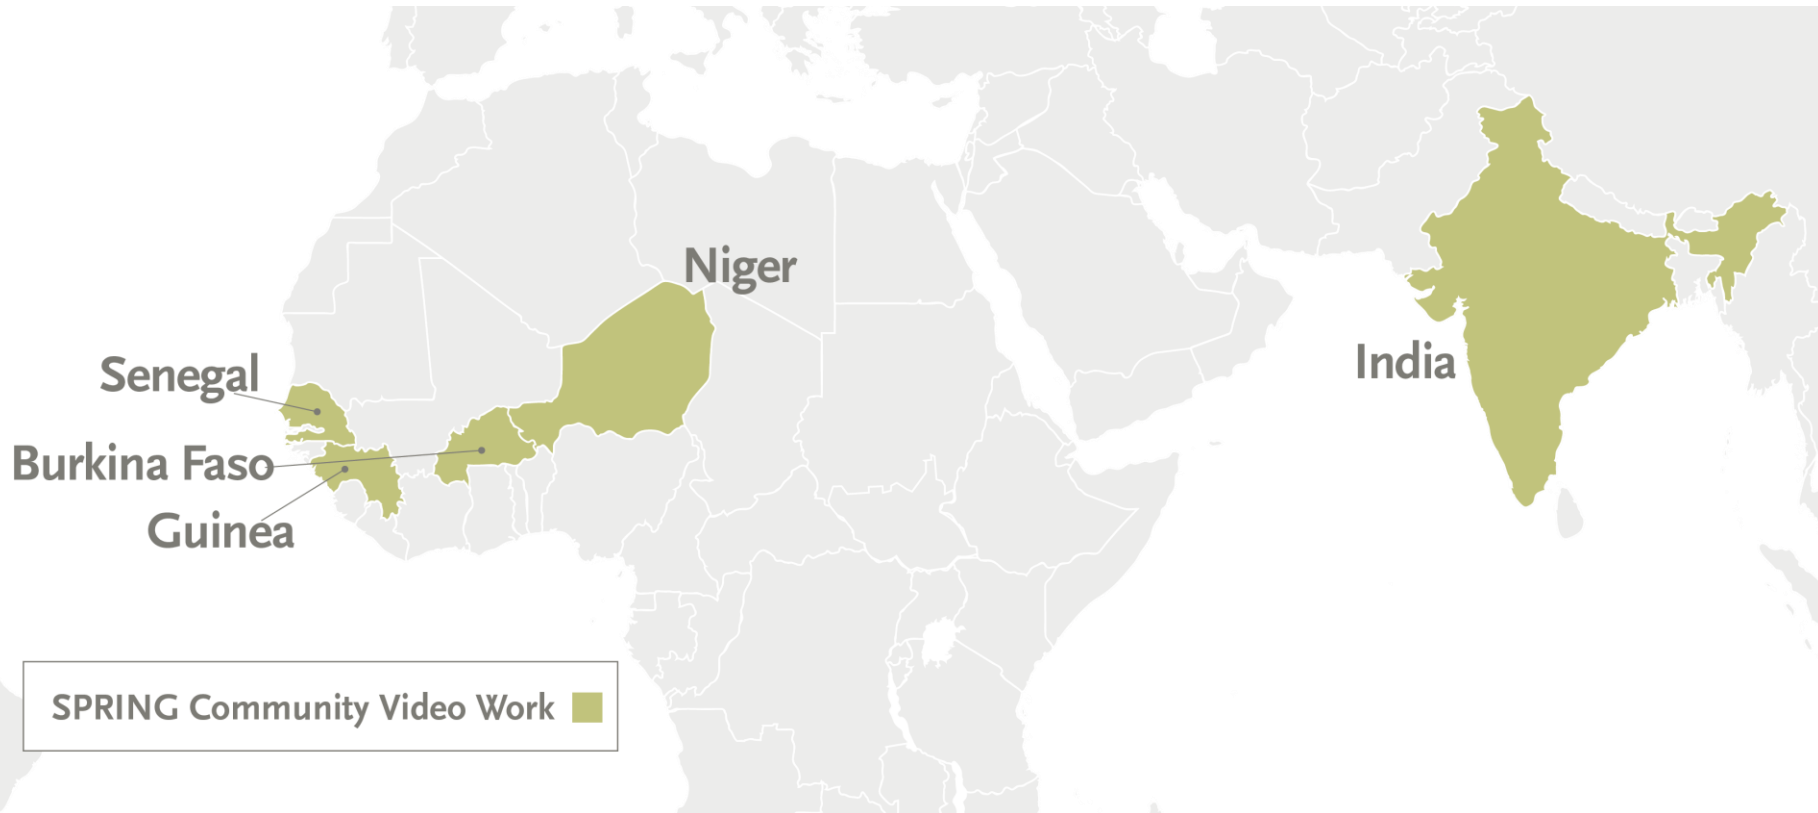 Niger
Senegal
India
Burkina Faso
Guinea
SPRING Community Video Work